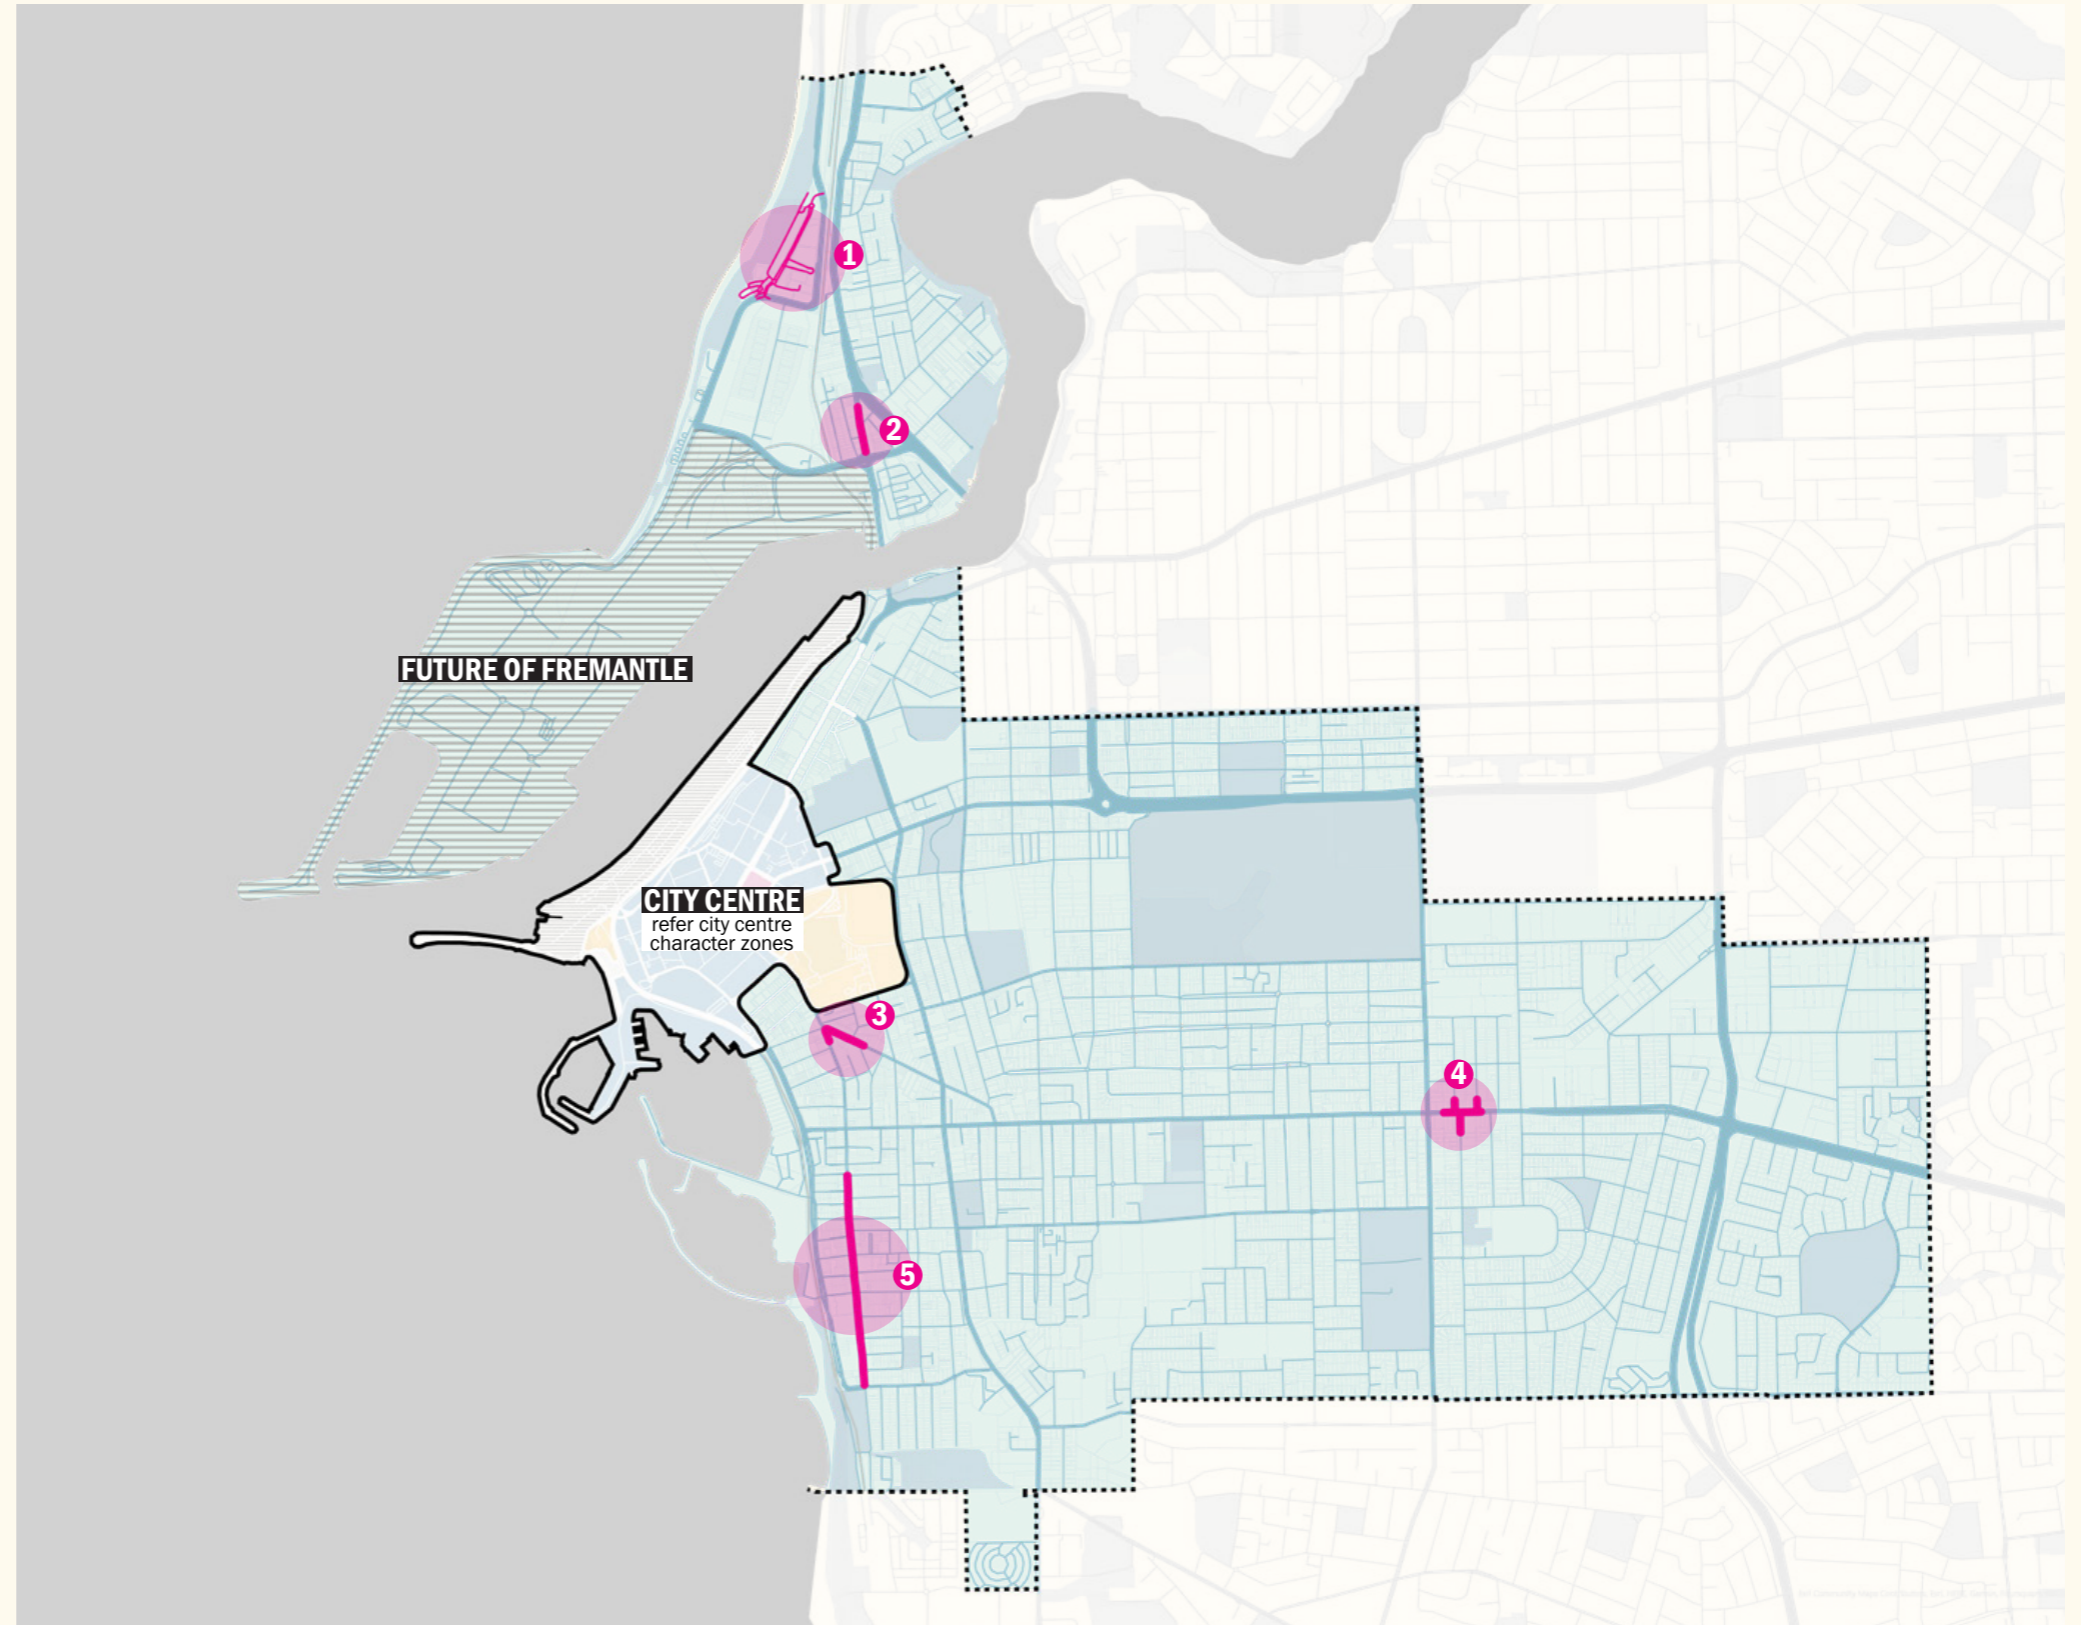 1
2
FUTURE OF FREMANTLE
CITY CENTRE
refer city centre
character zones
3
4
5